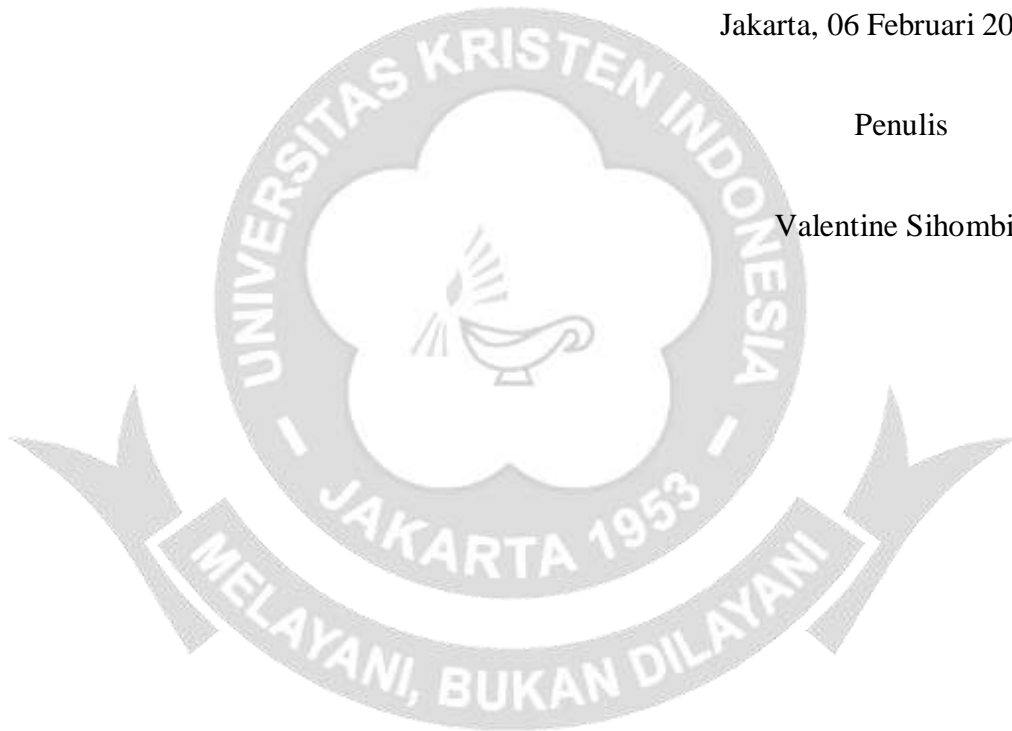 Jakarta, 06 Februari 20
Penulis
Valentine Sihombi
UNIVERSITAS KRISTEN INDONESIA
- JAKARTA 1953 -
MELAYANI, BUKAN DILAYANI